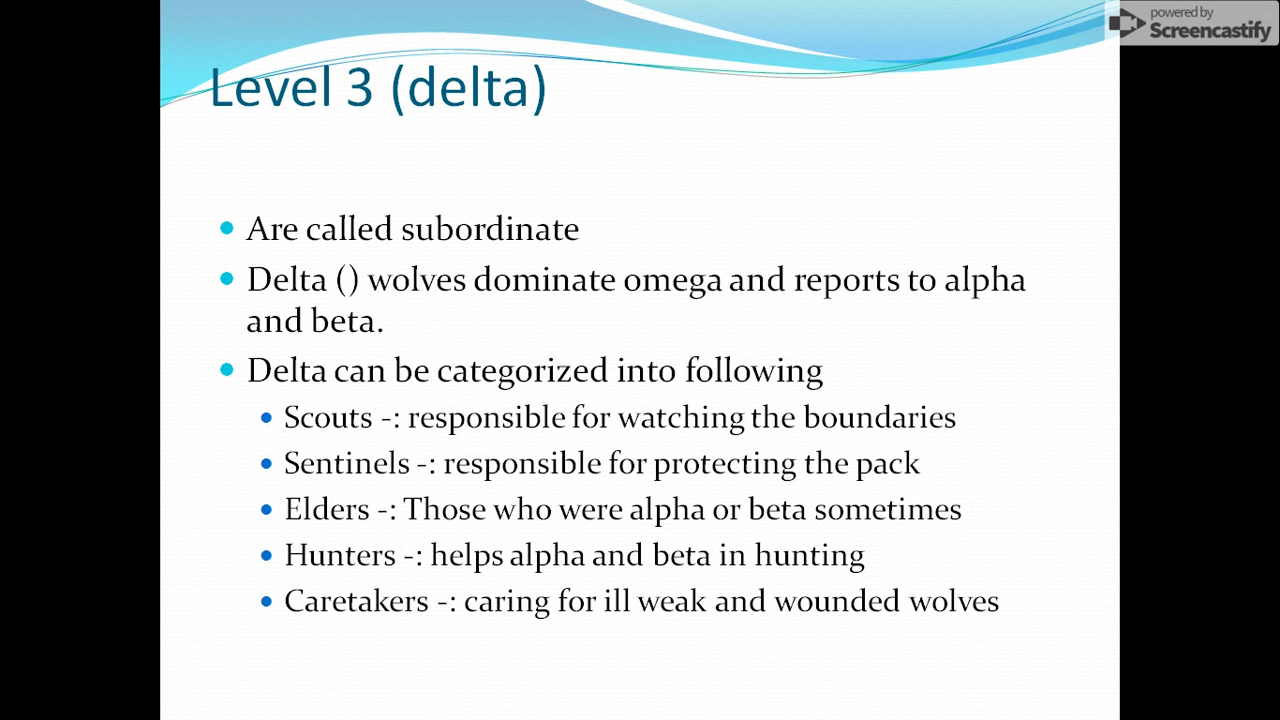 powered by
Screencastify
Level 3 (delta)
Are called subordinate
Delta () wolves dominate omega and reports to alpha
and beta.
Delta can be categorized into following
Scouts -: responsible for watching the boundaries
Sentinels -: responsible for protecting the pack
Elders -: Those who were alpha or beta sometimes
Hunters -: helps alpha and beta in hunting
Caretakers -: caring for ill weak and wounded wolves